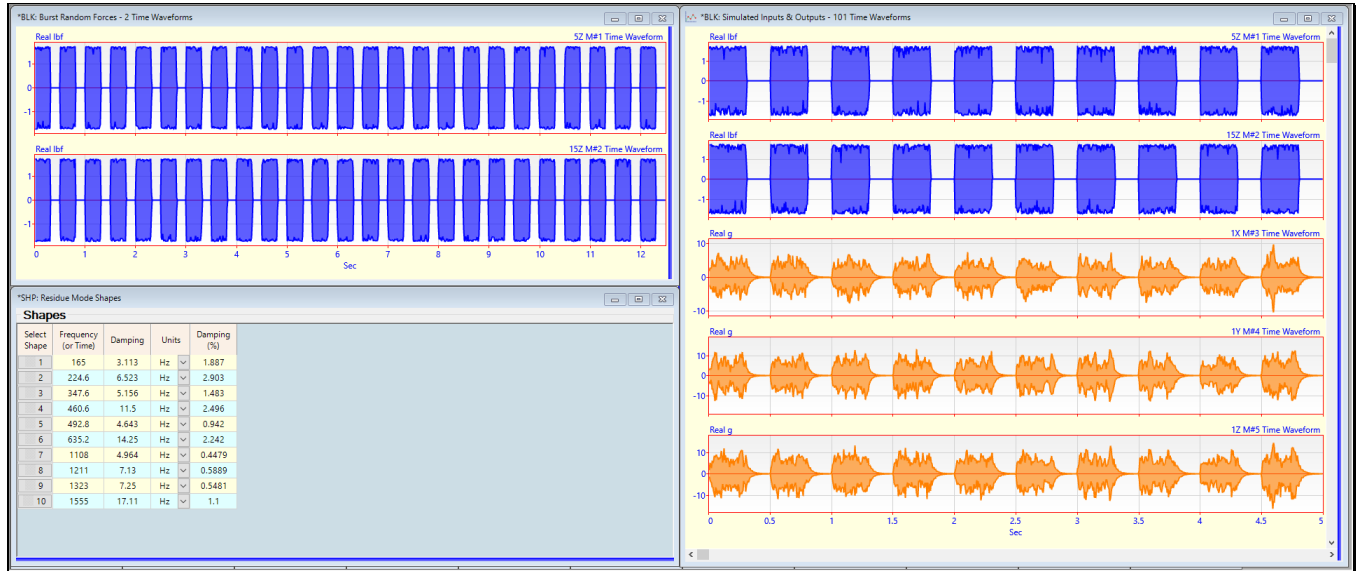 *BLK: Burst Random Forces - 2 Time Waveforms
Real lbf 5Z M#1 Time Waveform
1
0
-1
Real lbf 15Z M#2 Time Waveform
1
0
-1
0 1 2 3 4 5 6 7 8 9 10 11 12
Sec
*SHP: Residue Mode Shapes
Shapes
Select Shape Frequency (or Time) Damping Units Damping (%)
1 165 3.113 Hz 1.887
2 224.6 6.523 Hz 2.903
3 347.6 5.156 Hz 1.483
4 460.6 11.5 Hz 2.496
5 492.8 4.643 Hz 0.942
6 635.2 14.25 Hz 2.242
7 1108 4.964 Hz 0.4479
8 1211 7.13 Hz 0.5889
9 1323 7.25 Hz 0.5481
10 1555 17.11 Hz 1.1
*BLK: Simulated Inputs & Outputs - 101 Time Waveforms
Real lbf 5Z M#1 Time Waveform
1
0
-1
Real lbf 15Z M#2 Time Waveform
1
0
-1
Real g 1X M#3 Time Waveform
10
0
-10
Real g 1Y M#4 Time Waveform
10
0
-10
Real g 1Z M#5 Time Waveform
10
0
-10
0 0.5 1 1.5 2 2.5 3 3.5 4 4.5 5
Sec